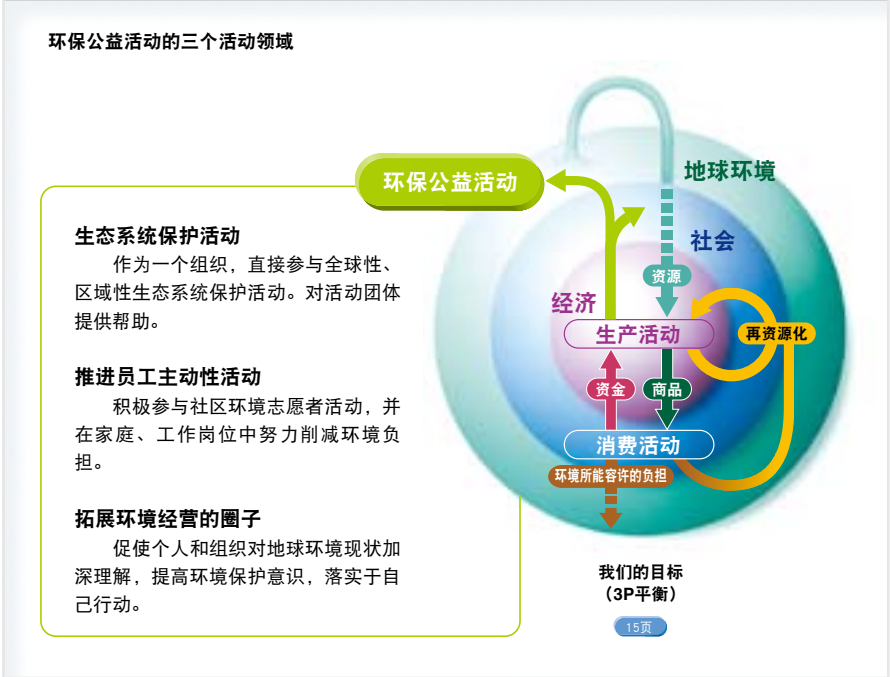 环保公益活动的三个活动领域
环保公益活动
生态系统保护活动
作为一个组织，直接参与全球性、
区域性生态系统保护活动。对活动团体
提供帮助。
推进员工主动性活动
积极参与社区环境志愿者活动，并
在家庭、工作岗位中努力削减环境负
担。
拓展环境经营的圈子
促使个人和组织对地球环境现状加
深理解，提高环境保护意识，落实于自
己行动。
地球环境
社会
资源
经济
生产活动
再资源化
资金
商品
消费活动
环境所能容许的负担
我们的目标
（3P平衡）
15页